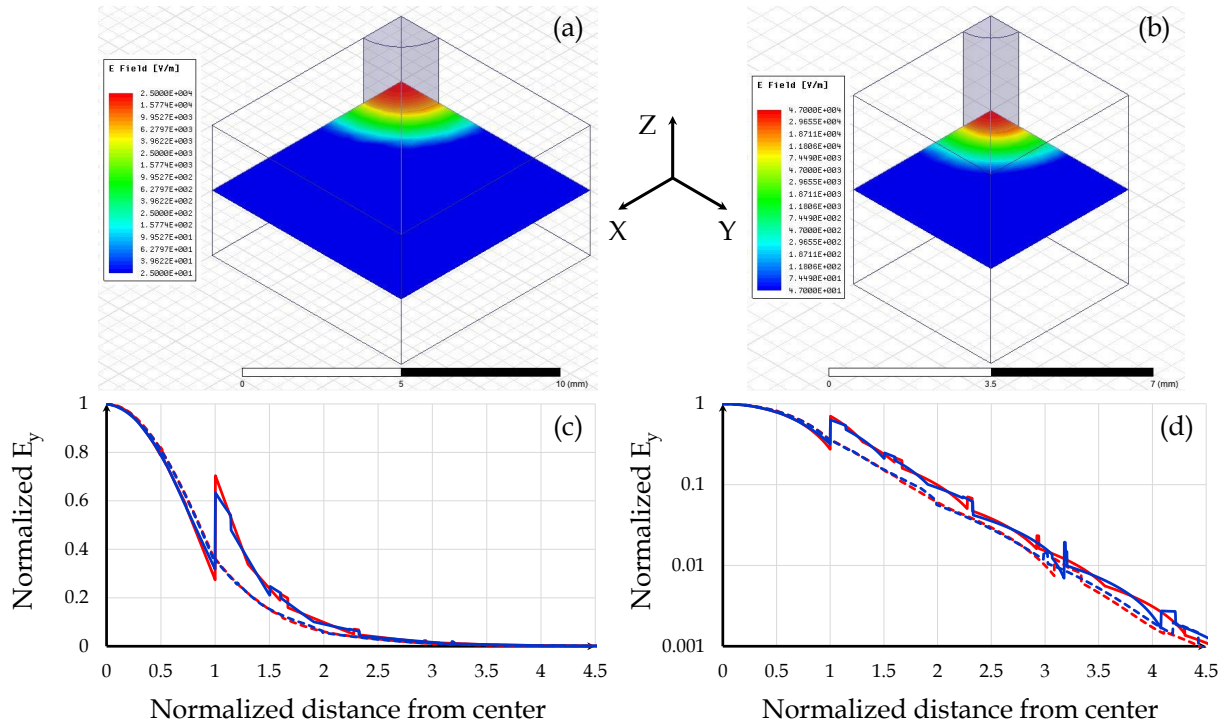 (a)
E Field [V/m]
2.5000E+004
1.5774E+004
9.9527E+003
6.2797E+003
3.9622E+003
2.5000E+003
1.5774E+003
9.9527E+002
6.2797E+002
3.9622E+002
2.5000E+002
1.5774E+002
9.9527E+001
6.2797E+001
3.9622E+001
2.5000E+001
0
5
10 (mm)
Z
X
Y
(b)
E Field [V/m]
4.7000E+004
2.9655E+004
1.8711E+004
1.1806E+004
7.4490E+003
4.7000E+003
2.9655E+003
1.8711E+003
1.1806E+003
7.4490E+002
4.7000E+002
2.9655E+002
1.8711E+002
1.1806E+002
7.4490E+001
4.7000E+001
0
3.5
7 (mm)
(c)
Normalized Ey
1
0.8
0.6
0.4
0.2
0
0 0.5 1 1.5 2 2.5 3 3.5 4 4.5
Normalized distance from center
(d)
Normalized Ey
1
0.1
0.01
0.001
0 0.5 1 1.5 2 2.5 3 3.5 4 4.5
Normalized distance from center